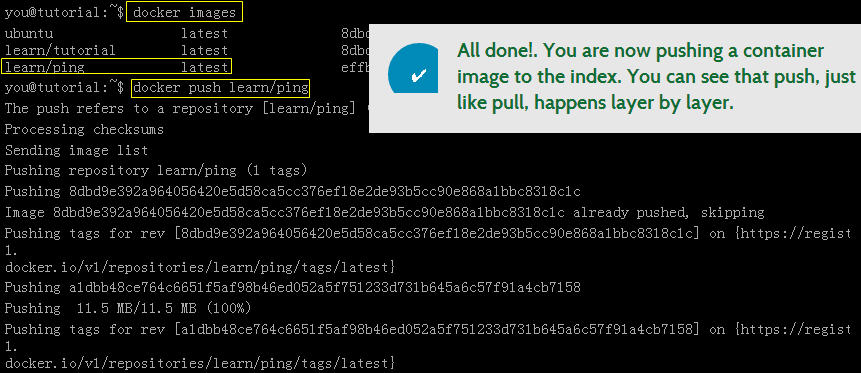 you@tutorial:~$ docker images
ubuntu latest 8dbd
learn/tutorial latest 8dbd
learn/ping latest effb
you@tutorial:~$ docker push learn/ping
The push refers to a repository [learn/ping]
All done!. You are now pushing a container
image to the index. You can see that push, just
like pull, happens layer by layer.
Processing checksums
Sending image list
Pushing repository learn/ping (1 tags)
Pushing 8dbd9e392a964056420e5d58ca5cc376ef18e2de93b5cc90e868a1bbc8318c1c
Image 8dbd9e392a964056420e5d58ca5cc376ef18e2de93b5cc90e868a1bbc8318c1c already pushed, skipping
Pushing tags for rev [8dbd9e392a964056420e5d58ca5cc376ef18e2de93b5cc90e868a1bbc8318c1c] on {https://regist
1.
docker.io/v1/repositories/learn/ping/tags/latest}
Pushing a1dbb48ce764c6651f5af98b46ed052a5f751233d731b645a6c57f91a4cb7158
Pushing 11.5 MB/11.5 MB (100%)
Pushing tags for rev [a1dbb48ce764c6651f5af98b46ed052a5f751233d731b645a6c57f91a4cb7158] on {https://regist
1.
docker.io/v1/repositories/learn/ping/tags/latest}